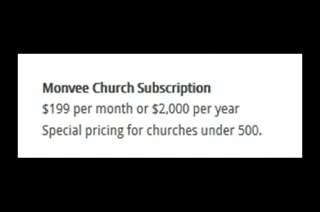 Monvee Church Subscription
$199 per month or $2,000 per year
Special pricing for churches under 500.